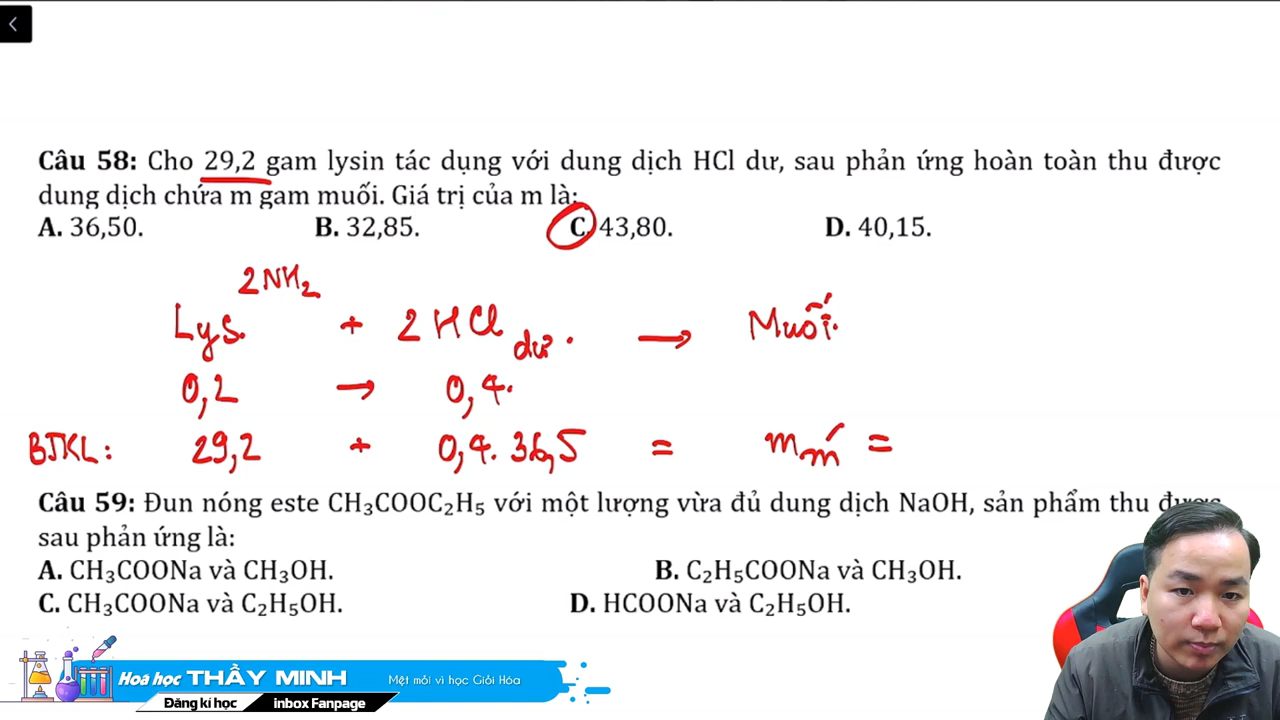 Câu 58: Cho 29,2 gam lysin tác dụng với dung dịch HCl dư, sau phản ứng hoàn toàn thu được
dung dịch chứa m gam muối. Giá trị của m là:
A. 36,50. B. 32,85. C. 43,80. D. 40,15.
2NH₂
Lys + 2HCl dư. → Muối.
0,2 → 0,4.
BTKL: 29,2 + 0,4. 36,5 = mₘ =
Câu 59: Đun nóng este CH₃COOC₂H₅ với một lượng vừa đủ dung dịch NaOH, sản phẩm thu được
sau phản ứng là:
A. CH₃COONa và CH₃OH. B. C₂H₅COONa và CH₃OH.
C. CH₃COONa và C₂H₅OH. D. HCOONa và C₂H₅OH.
Hoá học THẦY MINH Mệt mỏi vì học Giỏi Hóa
Đăng kí học inbox Fanpage